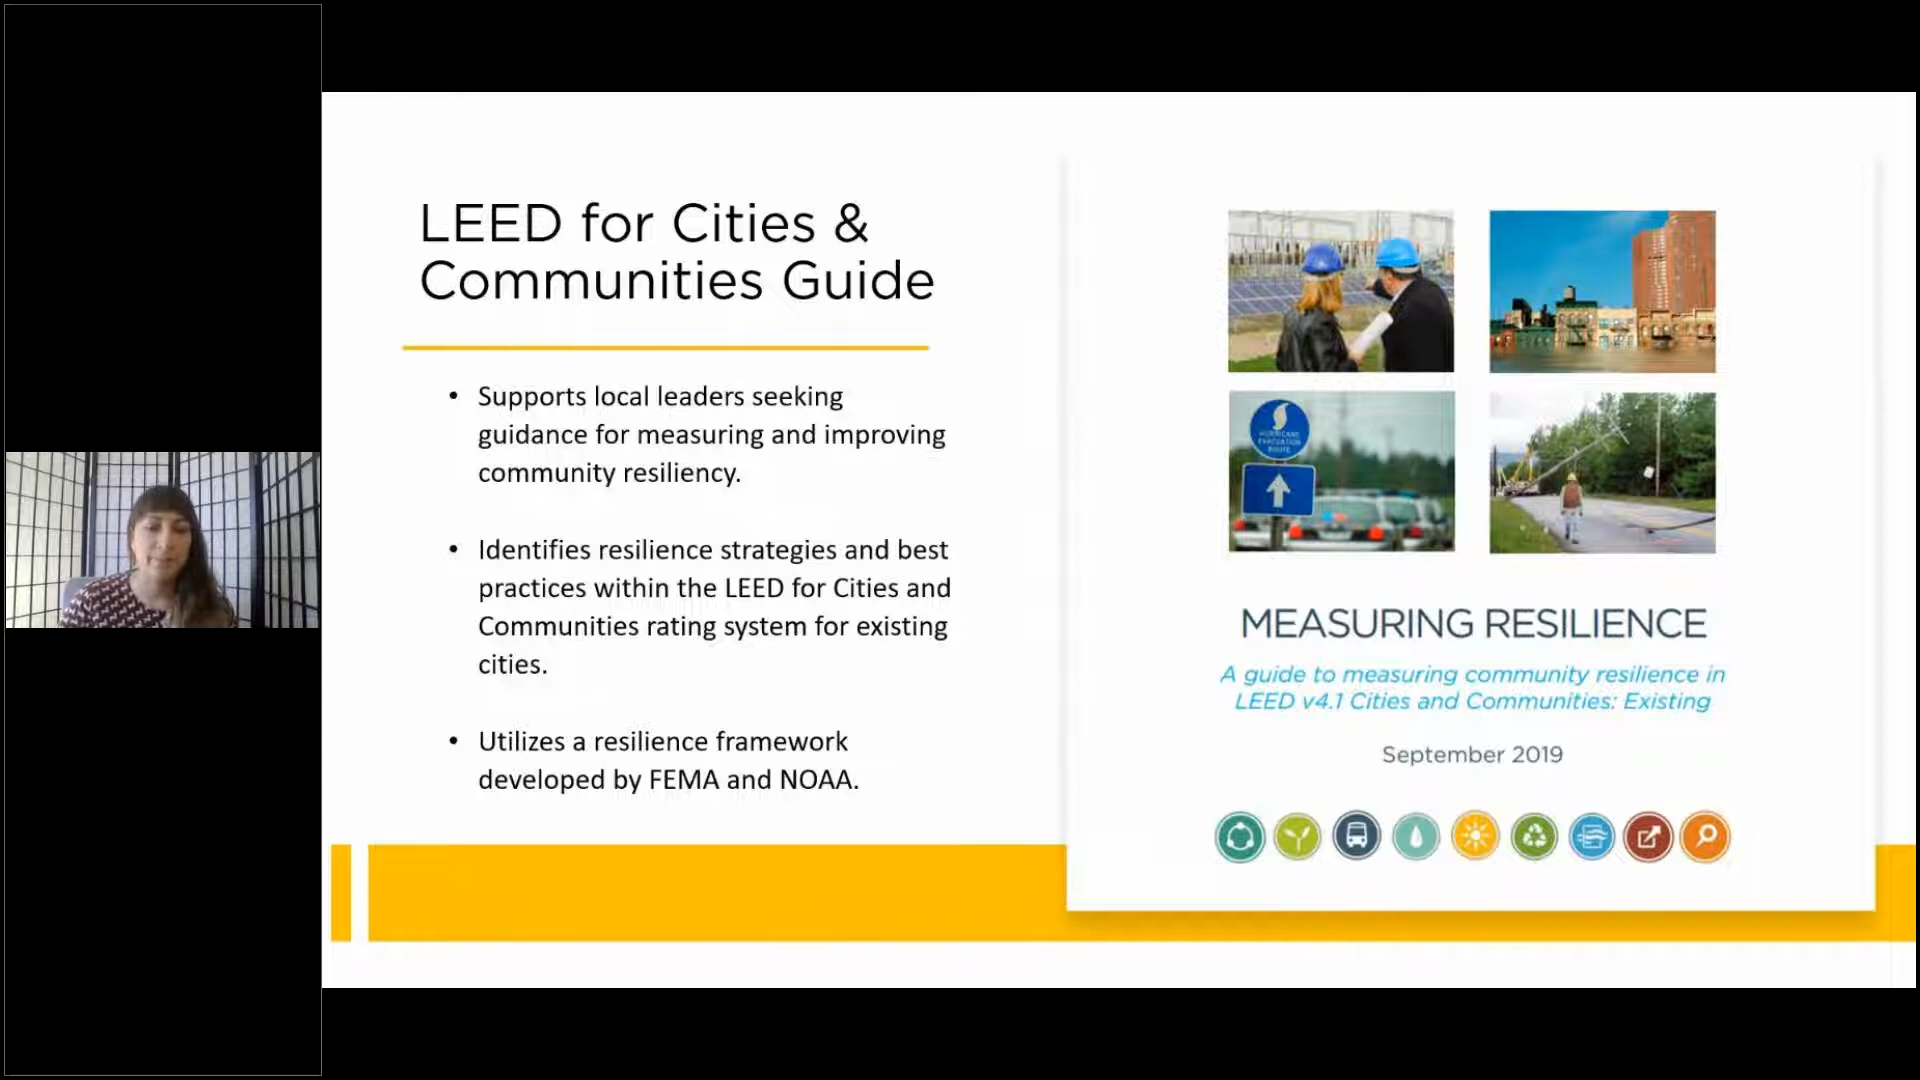 LEED for Cities &
Communities Guide
• Supports local leaders seeking
guidance for measuring and improving
community resiliency.
• Identifies resilience strategies and best
practices within the LEED for Cities and
Communities rating system for existing
cities.
• Utilizes a resilience framework
developed by FEMA and NOAA.
HURRICANE
EVACUATION
ROUTE
MEASURING RESILIENCE
A guide to measuring community resilience in
LEED v4.1 Cities and Communities: Existing
September 2019